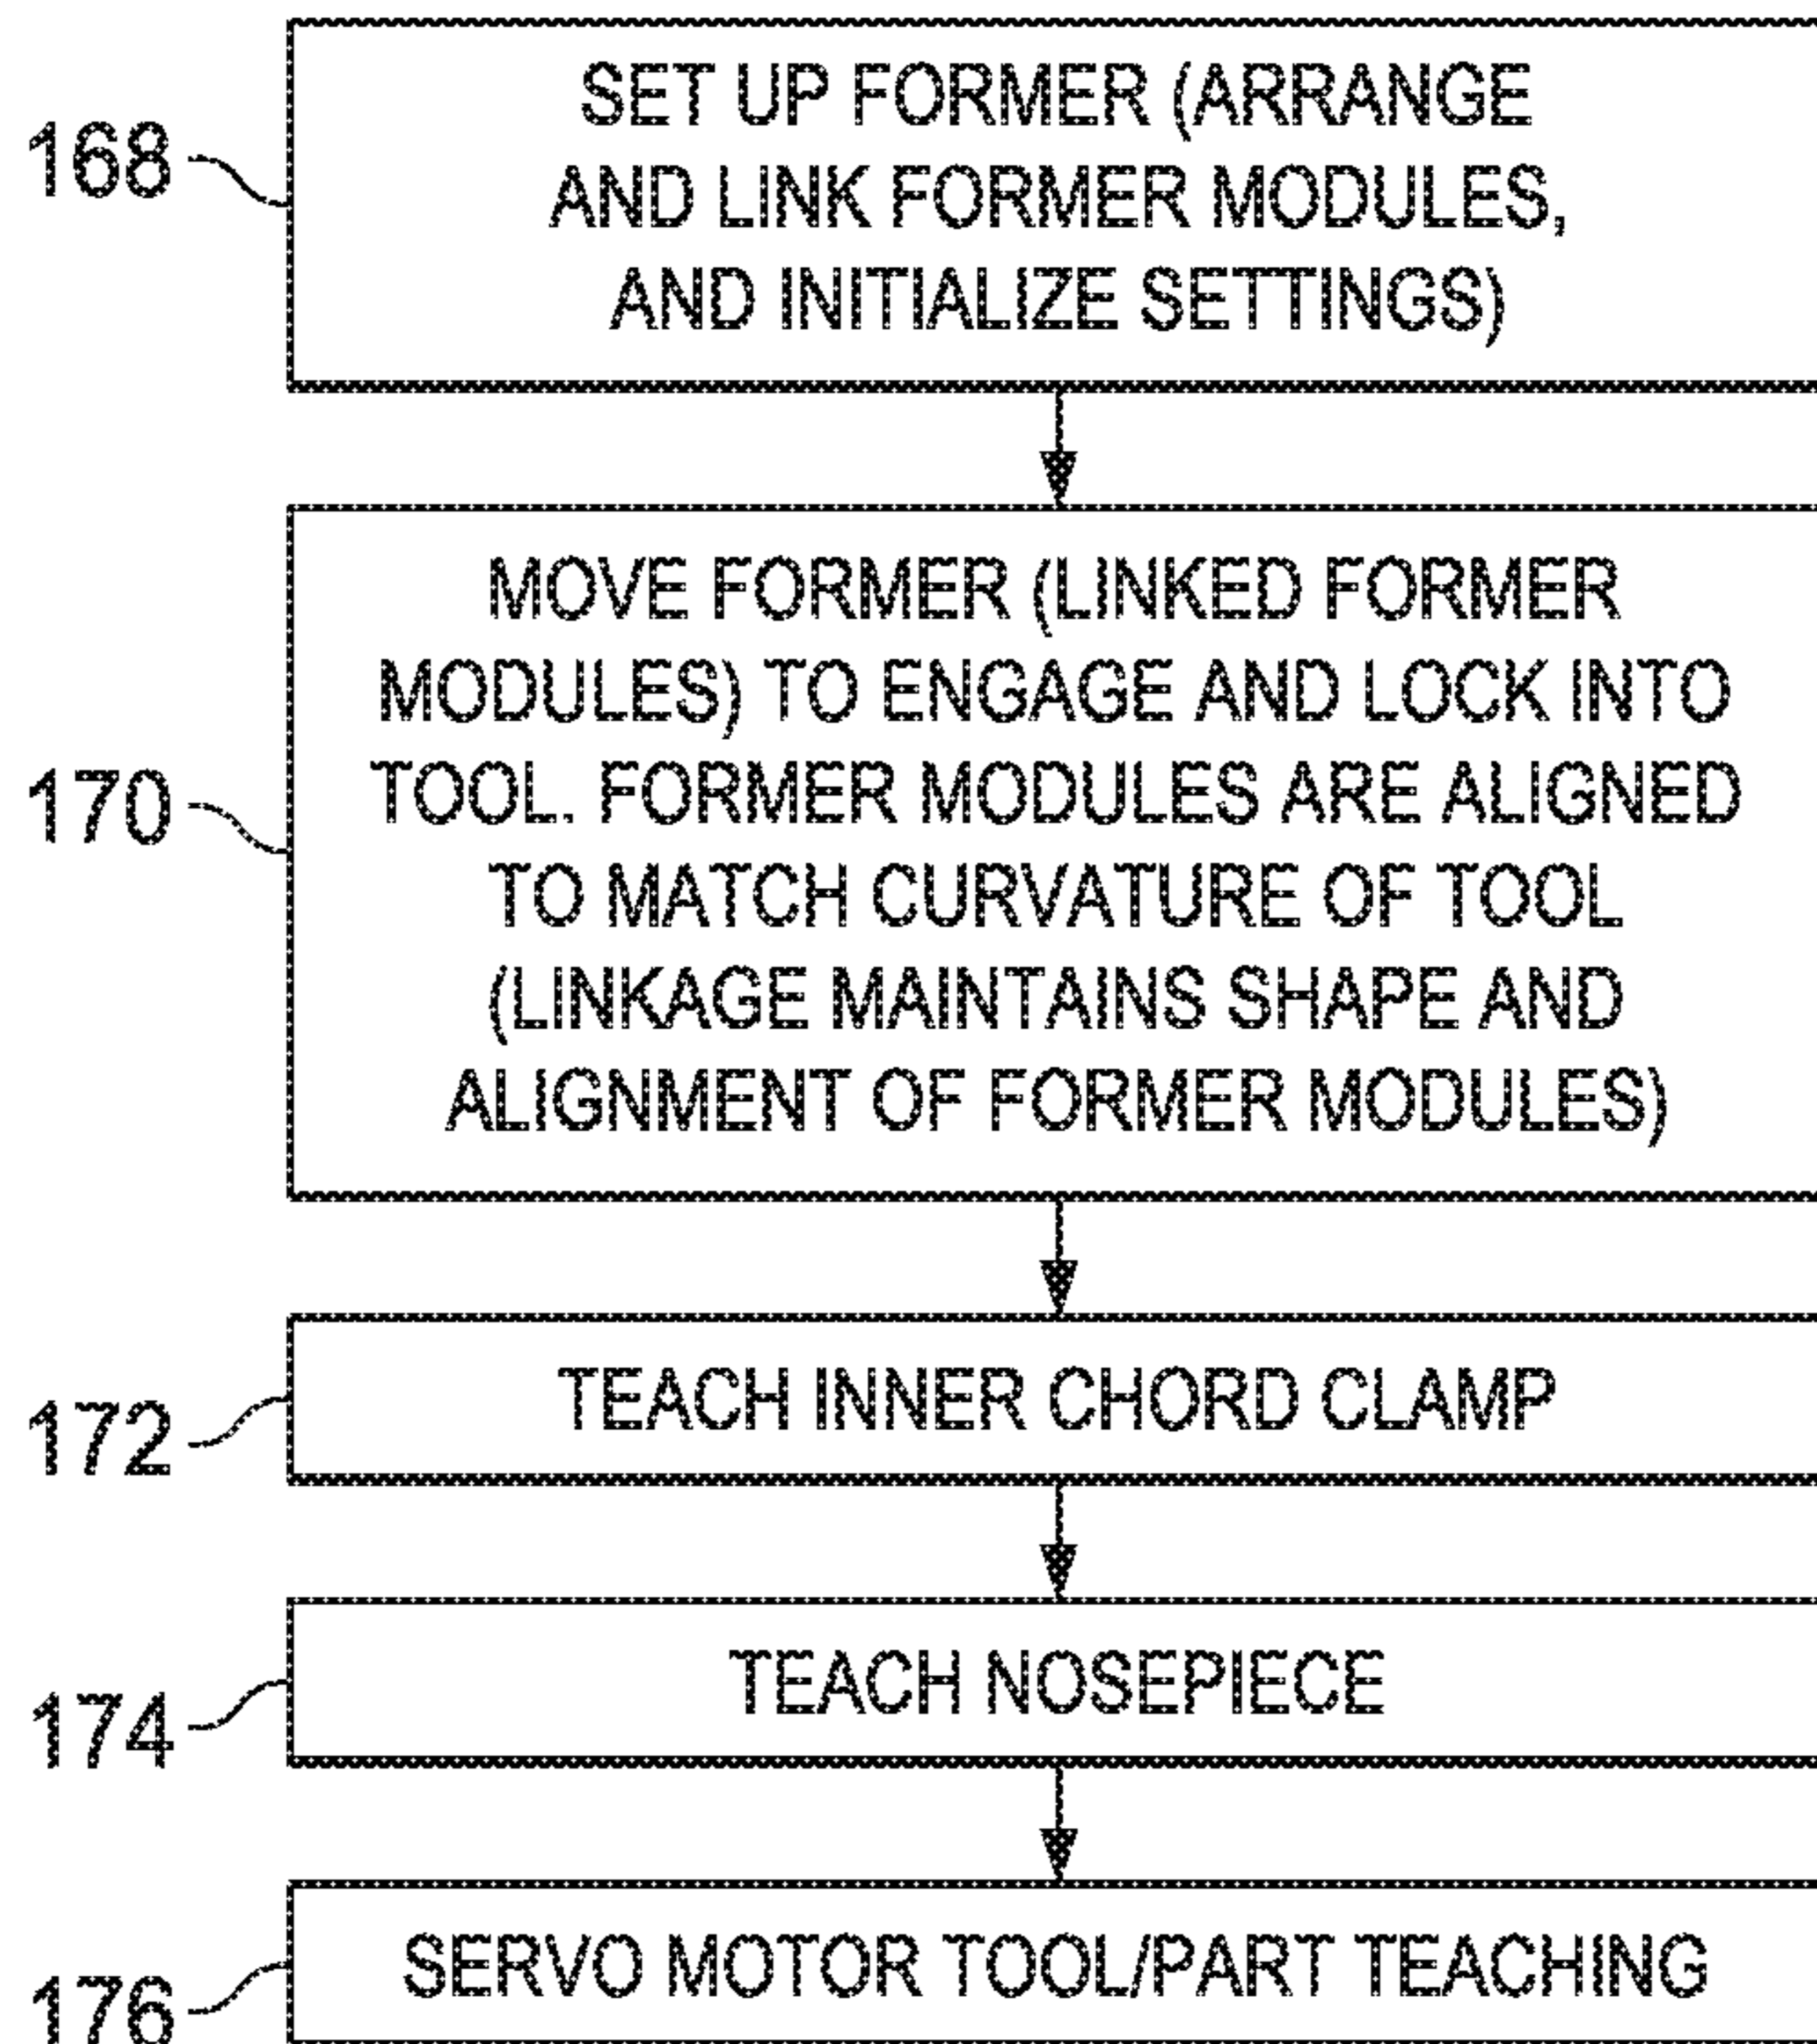 168
SET UP FORMER (ARRANGE
AND LINK FORMER MODULES,
AND INITIALIZE SETTINGS)
170
MOVE FORMER (LINKED FORMER
MODULES) TO ENGAGE AND LOCK INTO
TOOL. FORMER MODULES ARE ALIGNED
TO MATCH CURVATURE OF TOOL
(LINKAGE MAINTAINS SHAPE AND
ALIGNMENT OF FORMER MODULES)
172
TEACH INNER CHORD CLAMP
174
TEACH NOSEPIECE
176
SERVO MOTOR TOOL/PART TEACHING